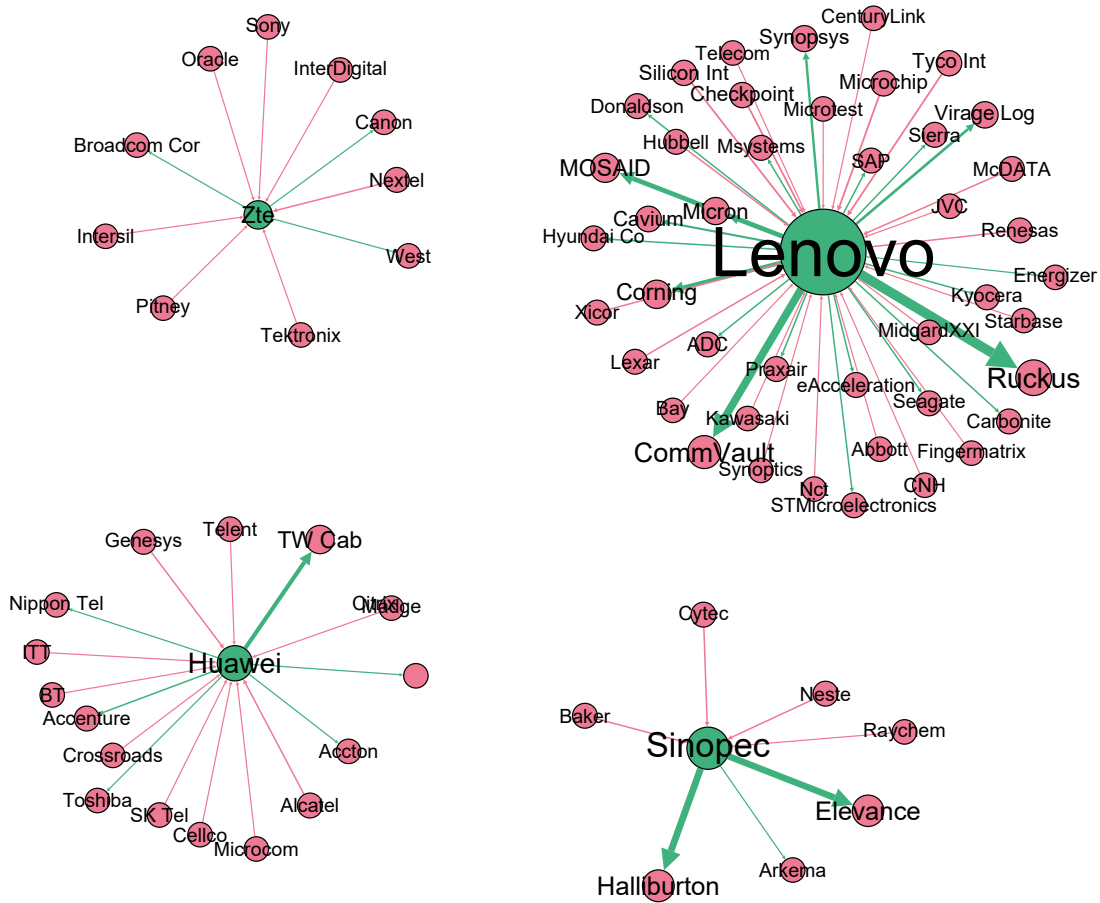 Sony
Oracle
InterDigital
Canon
Broadcom Cor
Nextel
Zte
Intersil
West
Pitney
Tektronix
CenturyLink
Synopsys
Telecom
Tyco Int
Silicon Int
Microchip
Checkpoint
Donaldson
Microtest
Virage Log
Sierra
Hubbell
Msystems
SAP
MOSAID
McDATA
JVC
Micron
Cavium
Renesas
Hyundai Co
Lenovo
Energizer
Corning
Kyocera
Xicor
Starbase
MidgardXXI
ADC
Lexar
Praxair
Ruckus
eAcceleration
Seagate
Bay
Kawasaki
Carbonite
CommVault
Abbott
Fingermatrix
Synoptics
Nct
CNH
STMicroelectronics
Telent
Genesys
TW Cab
Nippon Tel
Citrix
Madge
ITT
Huawei
BT
Accenture
Crossroads
Accton
Toshiba
SK Tel
Alcatel
Cellco
Microcom
Cytec
Neste
Baker
Raychem
Sinopec
Elevance
Arkema
Halliburton